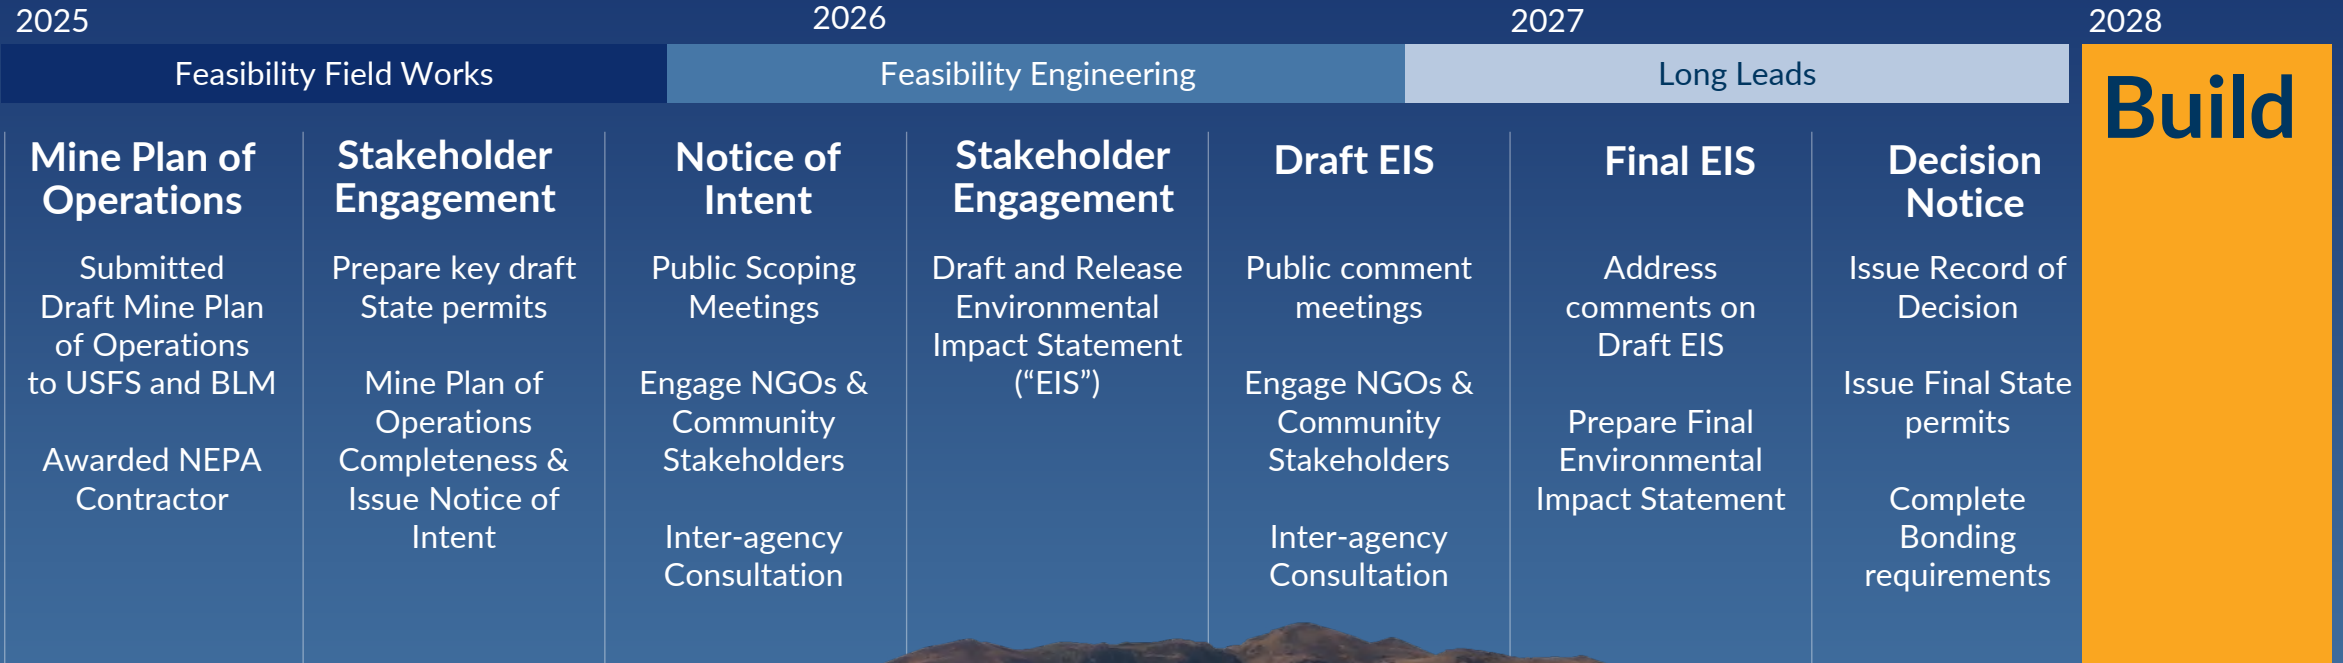 2025
2026
2027
2028
Feasibility Field Works
Feasibility Engineering
Long Leads
Build
Mine Plan of
Operations
Submitted
Draft Mine Plan
of Operations
to USFS and BLM
Awarded NEPA
Contractor
Stakeholder
Engagement
Prepare key draft
State permits
Mine Plan of
Operations
Completeness &
Issue Notice of
Intent
Notice of
Intent
Public Scoping
Meetings
Engage NGOs &
Community
Stakeholders
Inter-agency
Consultation
Stakeholder
Engagement
Draft and Release
Environmental
Impact Statement
(“EIS”)
Draft EIS
Public comment
meetings
Engage NGOs &
Community
Stakeholders
Inter-agency
Consultation
Final EIS
Address
comments on
Draft EIS
Prepare Final
Environmental
Impact Statement
Decision
Notice
Issue Record of
Decision
Issue Final State
permits
Complete
Bonding
requirements